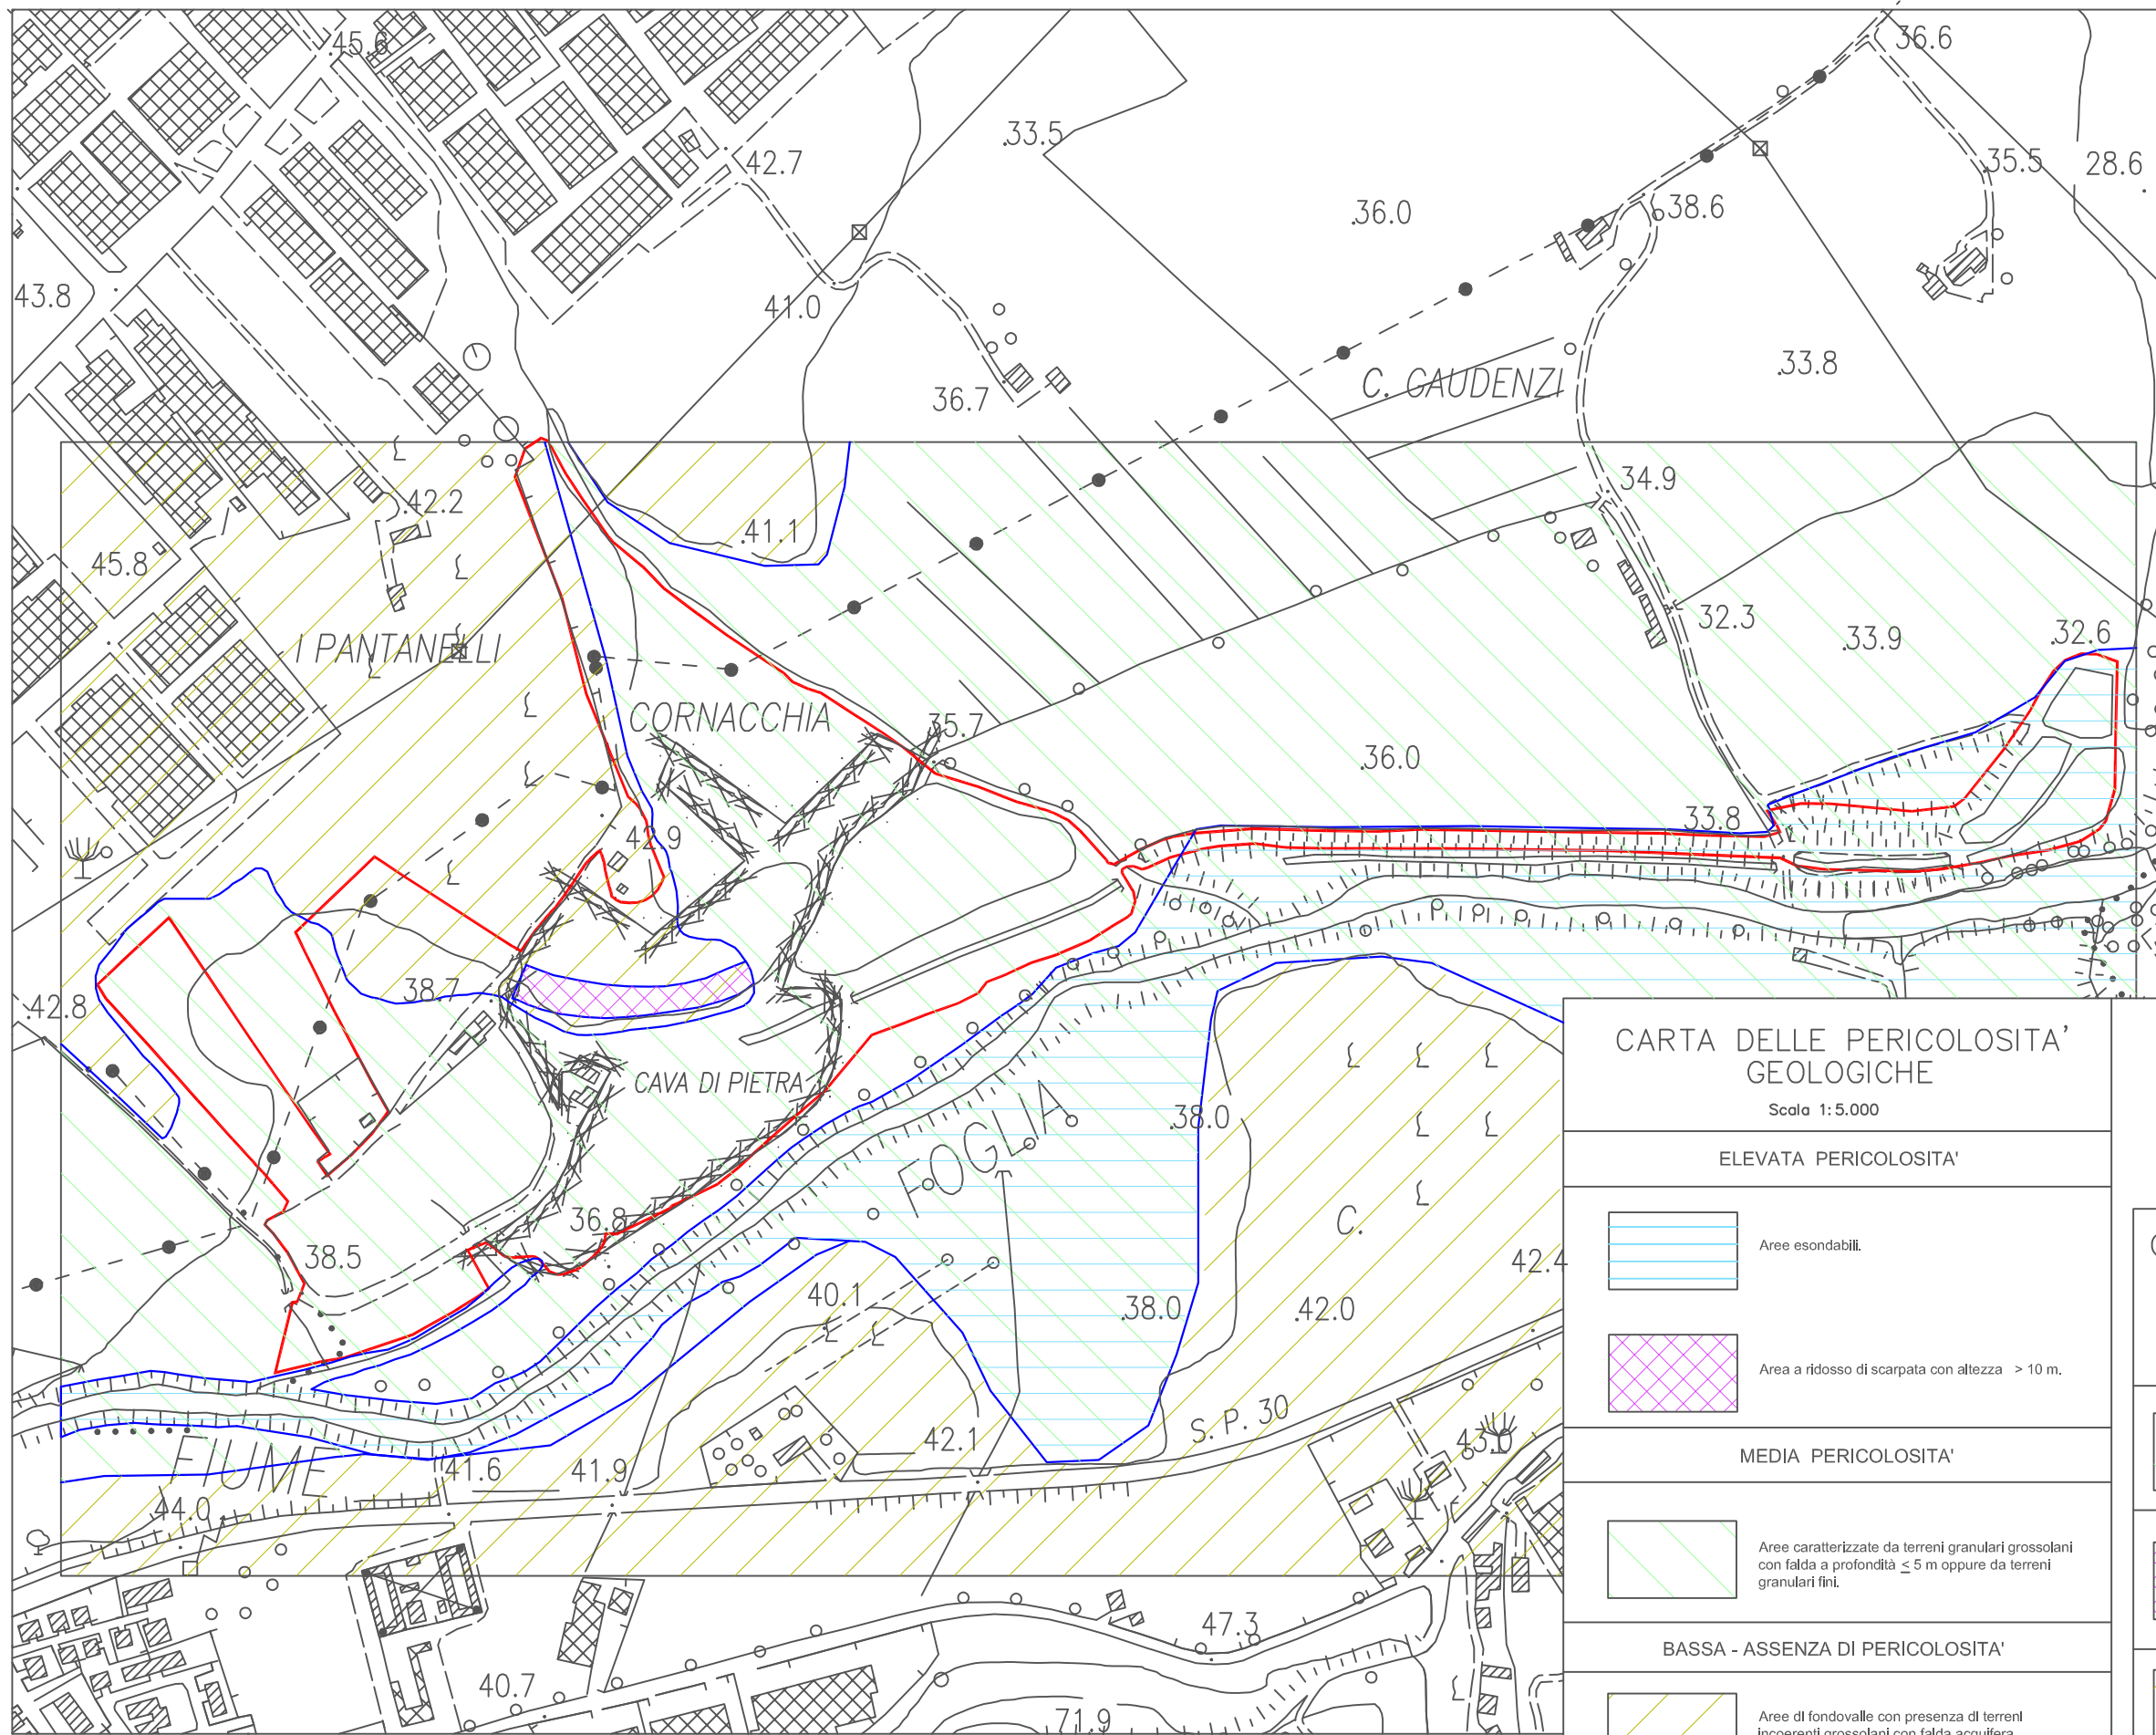 45.6
36.6
33.5
42.7
35.5
28.6
36.0
38.6
43.8
41.0
33.8
C. GAUDENZI
36.7
34.9
42.2
41.1
45.8
32.3
33.9
32.6
I PANTANELLI
CORNACCHIA
35.7
36.0
33.8
42.9
38.7
42.8
CAVA DI PIETRA
38.0
FOGLIA
36.8
C.
38.5
42.4
40.1
38.0
42.0
S. P. 30
42.1
43.0
FIUME
41.6
41.9
44.0
47.3
40.7
71.9
CARTA DELLE PERICOLOSITA'
GEOLOGICHE
Scala 1:5.000
ELEVATA PERICOLOSITA'
Aree esondabili.
Area a ridosso di scarpata con altezza > 10 m.
MEDIA PERICOLOSITA'
Aree caratterizzate da terreni granulari grossolani
con falda a profondità ≤ 5 m oppure da terreni
granulari fini.
BASSA - ASSENZA DI PERICOLOSITA'
Aree di fondovalle con presenza di terreni
incoerenti grossolani con falda acquifera